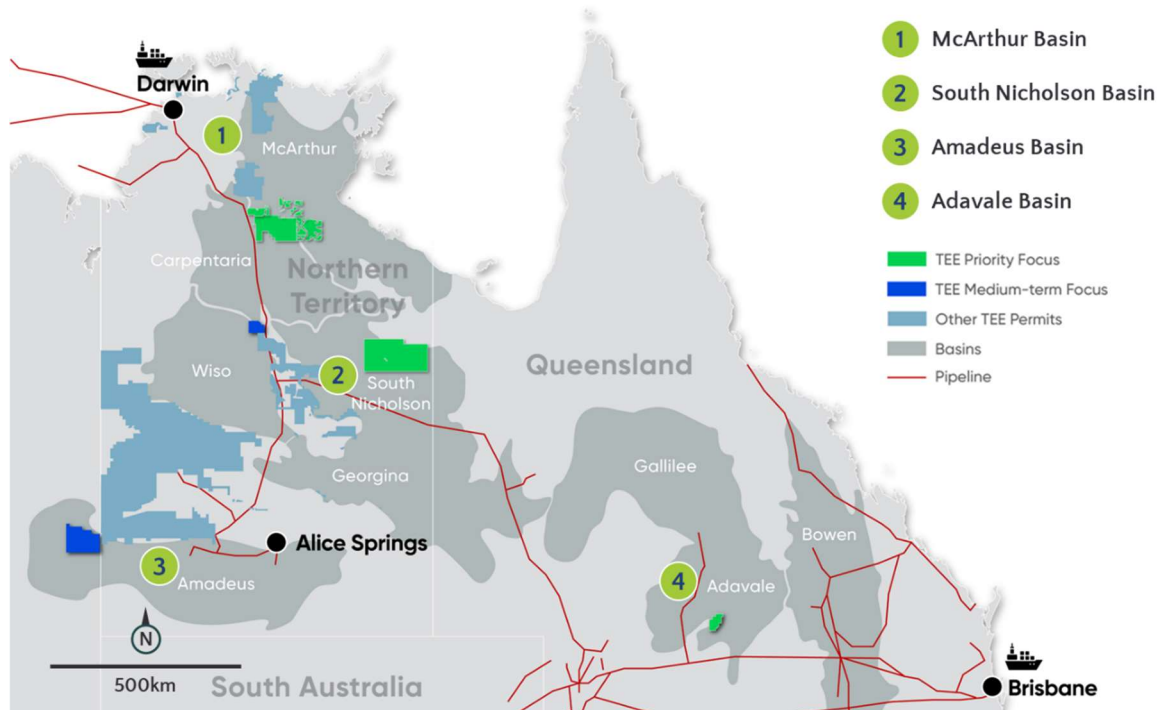 Darwin
1
McArthur
Carpentaria
Northern
Territory
Wiso
2
South
Nicholson
Georgina
Alice Springs
3
Amadeus
N
500km
South Australia
Queensland
Gallilee
Bowen
4
Adavale
Brisbane
1 McArthur Basin
2 South Nicholson Basin
3 Amadeus Basin
4 Adavale Basin
TEE Priority Focus
TEE Medium-term Focus
Other TEE Permits
Basins
Pipeline